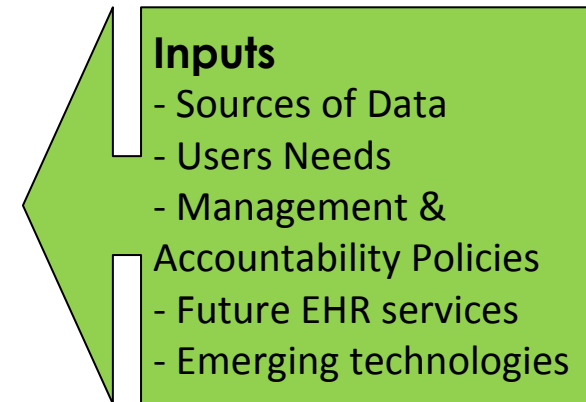 Inputs
- Sources of Data
- Users Needs
- Management &
Accountability Policies
- Future EHR services
- Emerging technologies